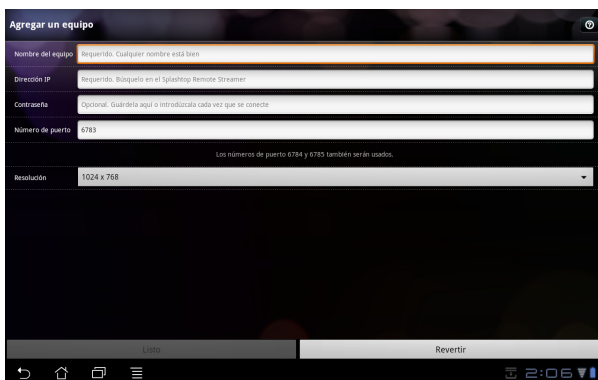 Agregar un equipo
Nombre del equipo Requerido. Cualquier nombre está bien
Dirección IP Requerido. Búsquelo en el Splashtop Remote Streamer
Contraseña Opcional. Guárdela aquí o introdúzcala cada vez que se conecte
Número de puerto 6783
Los números de puerto 6784 y 6785 también serán usados.
Resolución 1024 x 768
Listo Revertir
2:06